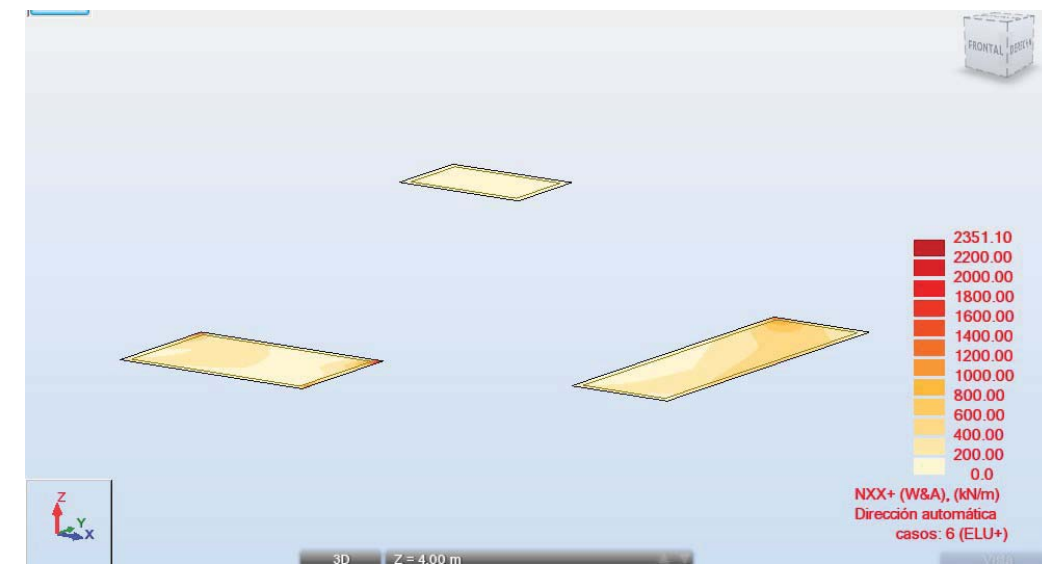 FRONTAL
2351.10
2200.00
2000.00
1800.00
1600.00
1400.00
1200.00
1000.00
800.00
600.00
400.00
200.00
0.0
NXX+ (W&A), (kN/m)
Dirección automática
casos: 6 (ELU+)
Z
Y
X
3D Z = 4.00 m